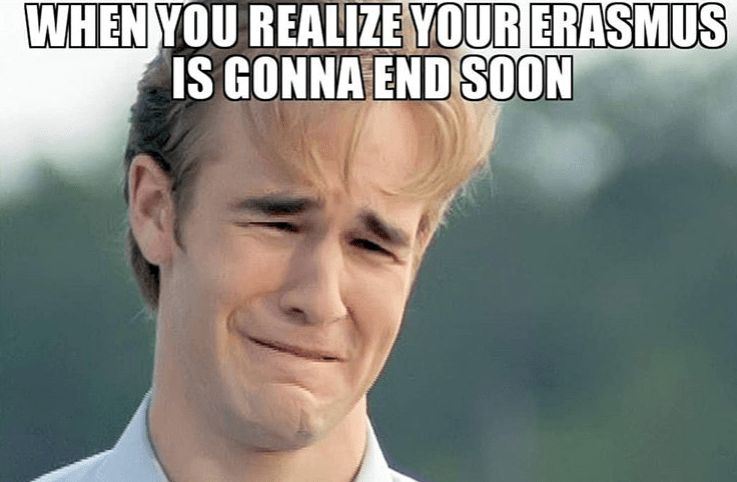 WHEN YOU REALIZE YOUR ERASMUS
IS GONNA END SOON